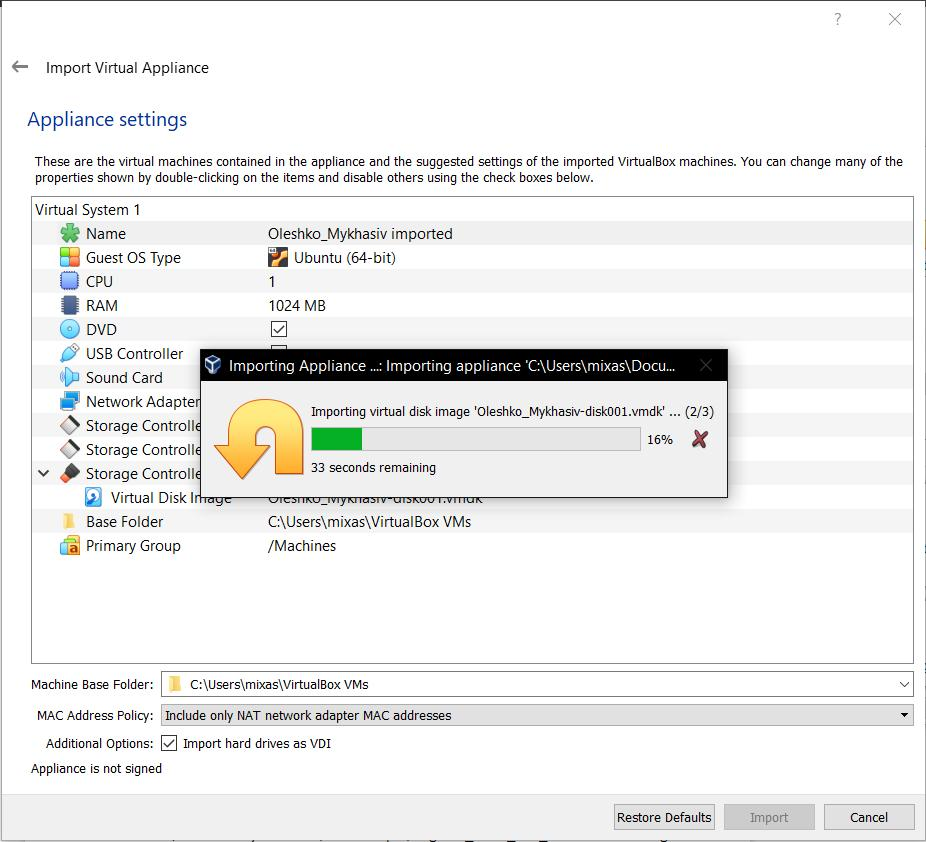 ?
Import Virtual Appliance
Appliance settings
These are the virtual machines contained in the appliance and the suggested settings of the imported VirtualBox machines. You can change many of the
properties shown by double-clicking on the items and disable others using the check boxes below.
Virtual System 1
Name Oleshko_Mykhasiv imported
Guest OS Type 64 Ubuntu (64-bit)
CPU 1
RAM 1024 MB
DVD
USB Controller
Sound Card
Network Adapter
Storage Controlle
Storage Controlle
Storage Controlle
Virtual Disk Image Oleshko_Mykhasiv-disk001.vmdk
Base Folder C:\Users\mixas\VirtualBox VMs
a Primary Group /Machines
Importing Appliance ...: Importing appliance 'C:\Users\mixas\Docu...
Importing virtual disk image 'Oleshko_Mykhasiv-disk001.vmdk' ... (2/3)
16%
33 seconds remaining
Machine Base Folder: C:\Users\mixas\VirtualBox VMs
MAC Address Policy: Include only NAT network adapter MAC addresses
Additional Options: Import hard drives as VDI
Appliance is not signed
Restore Defaults Import Cancel